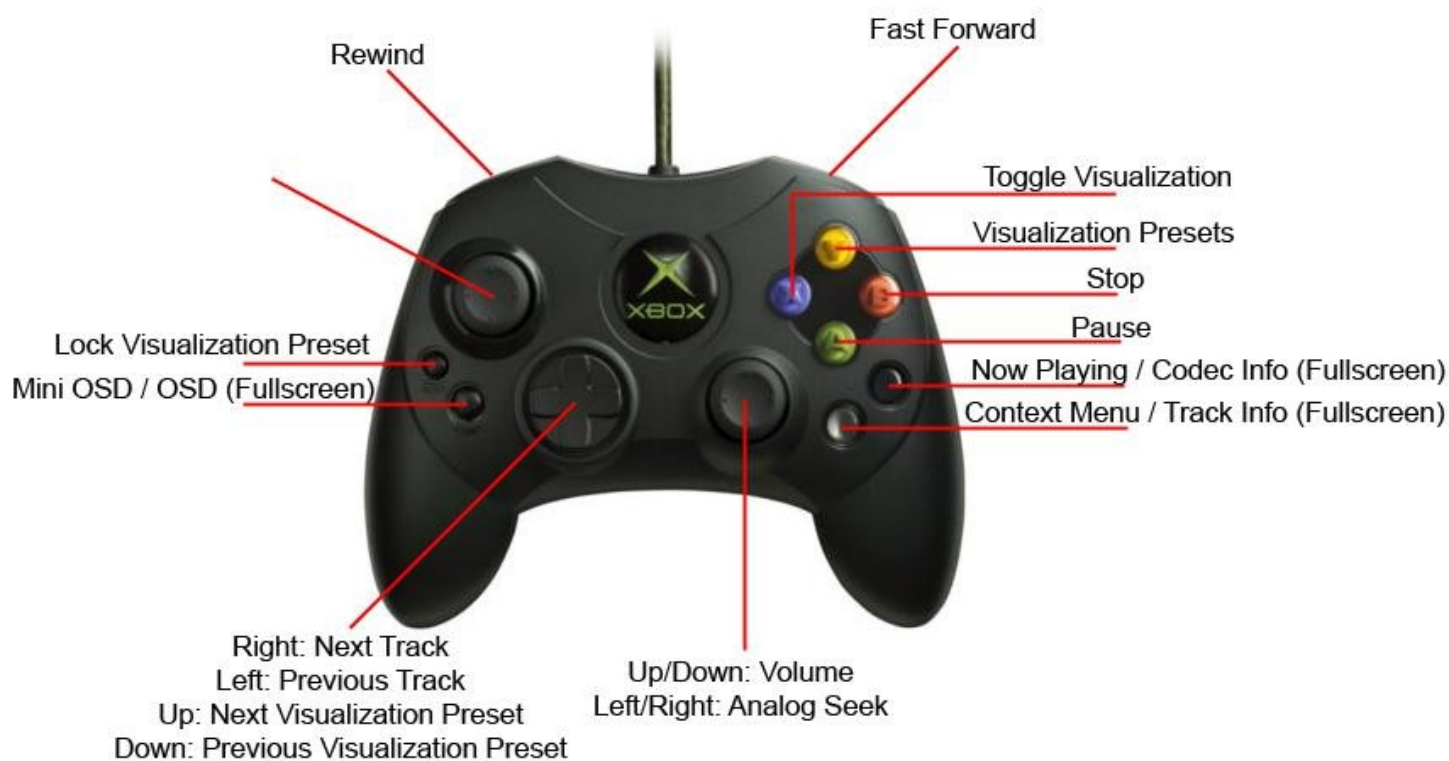 Fast Forward
Rewind
Toggle Visualization
Visualization Presets
Stop
Pause
Lock Visualization Preset
Now Playing / Codec Info (Fullscreen)
Mini OSD / OSD (Fullscreen)
Context Menu / Track Info (Fullscreen)
XBOX
Y
X
B
A
Right: Next Track
Left: Previous Track
Up: Next Visualization Preset
Down: Previous Visualization Preset
Up/Down: Volume
Left/Right: Analog Seek